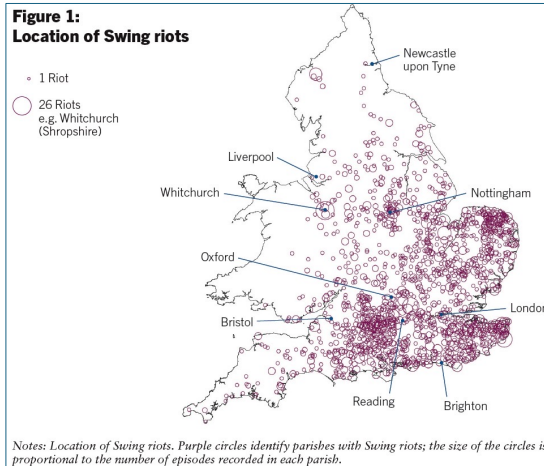 Figure 1:
Location of Swing riots
1 Riot
26 Riots
e.g. Whitchurch
(Shropshire)
Newcastle
upon Tyne
Liverpool
Whitchurch
Nottingham
Oxford
London
Bristol
Reading
Brighton
Notes: Location of Swing riots. Purple circles identify parishes with Swing riots; the size of the circles is
proportional to the number of episodes recorded in each parish.